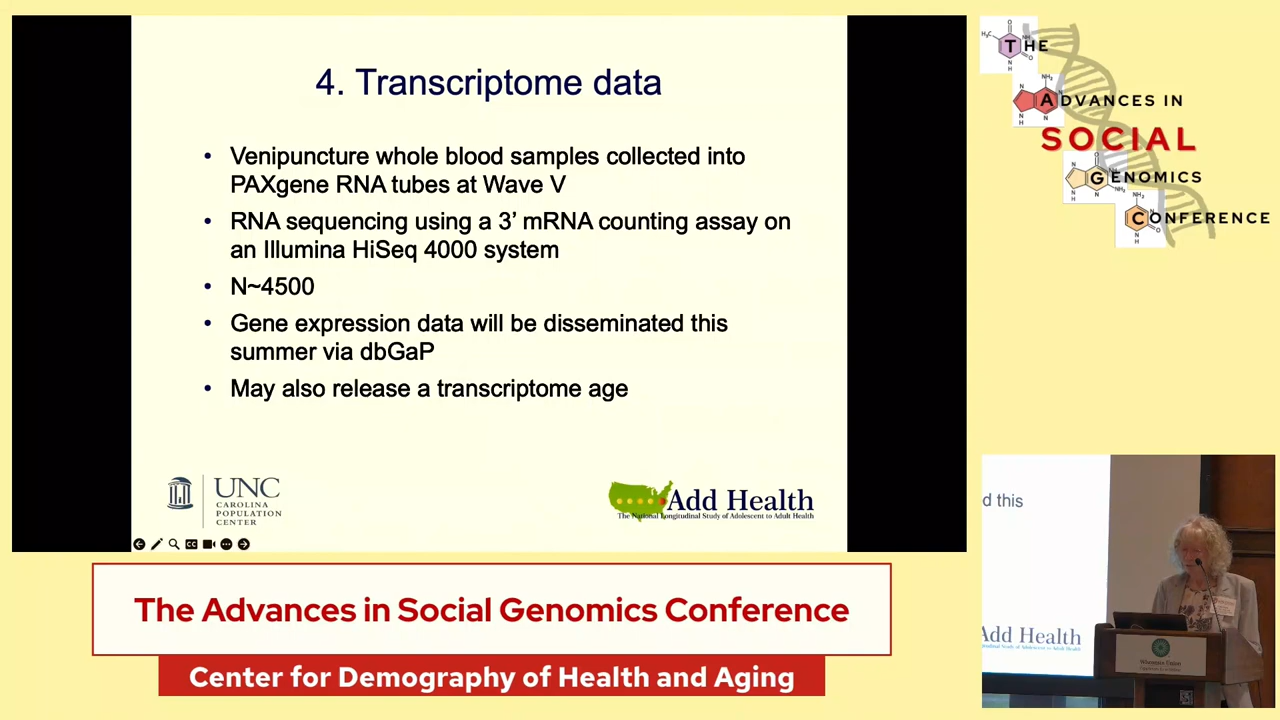 4. Transcriptome data
• Venipuncture whole blood samples collected into
PAXgene RNA tubes at Wave V
• RNA sequencing using a 3’ mRNA counting assay on
an Illumina HiSeq 4000 system
• N~4500
• Gene expression data will be disseminated this
summer via dbGaP
• May also release a transcriptome age
UNC
CAROLINA
POPULATION
CENTER
Add Health
The National Longitudinal Study of Adolescent to Adult Health
THE
ADVANCES IN
SOCIAL
GENOMICS
CONFERENCE
d this
Add Health
The Advances in Social Genomics Conference
Center for Demography of Health and Aging